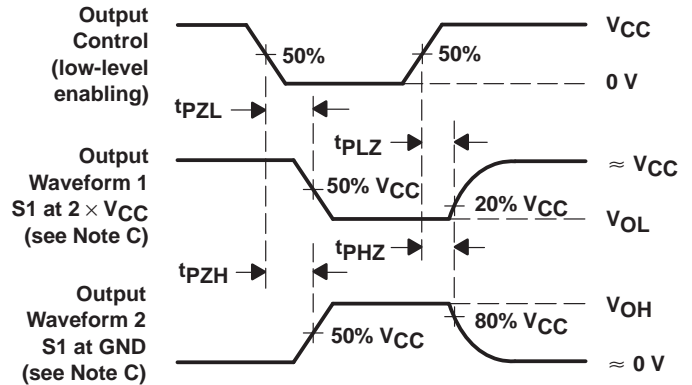 Output
Control
(low-level
enabling)
50%
50%
VCC
0 V
tPZL
tPLZ
Output
Waveform 1
S1 at 2 × VCC
(see Note C)
50% VCC
20% VCC
≈ VCC
VOL
tPZH
tPHZ
Output
Waveform 2
S1 at GND
(see Note C)
50% VCC
80% VCC
VOH
≈ 0 V